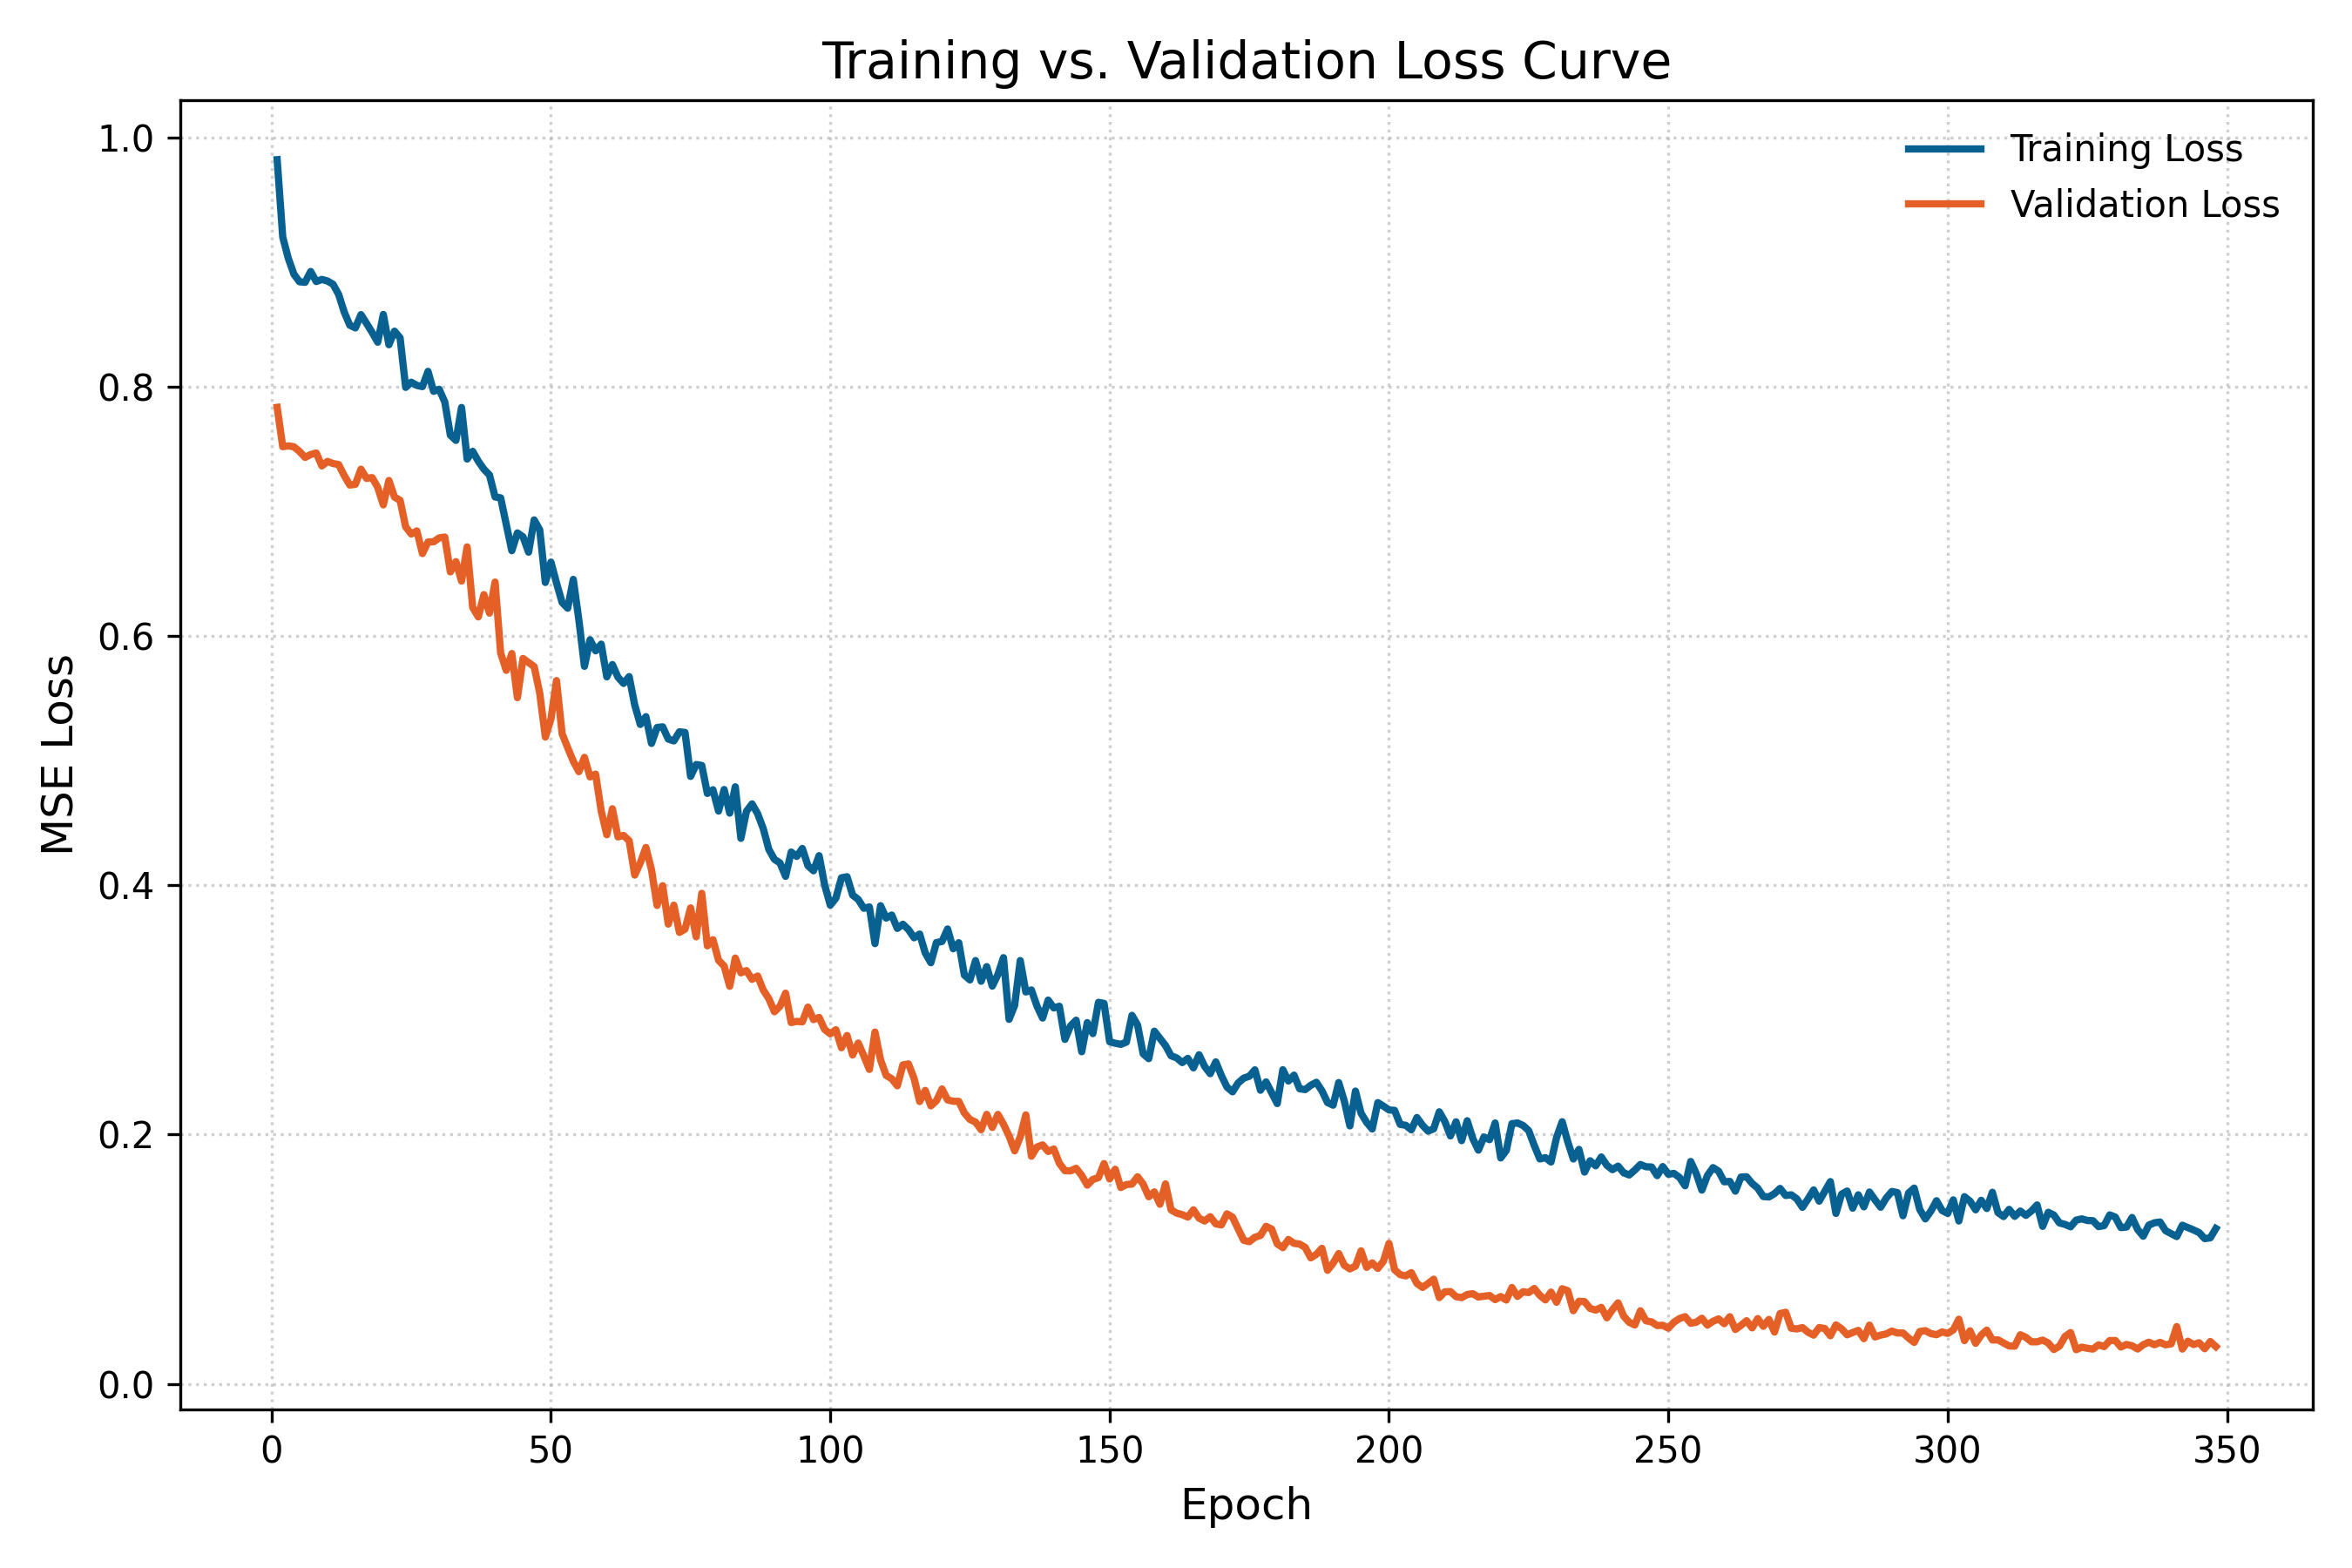 Training vs. Validation Loss Curve
Training Loss
Validation Loss
MSE Loss
1.0
0.8
0.6
0.4
0.2
0.0
0 50 100 150 200 250 300 350
Epoch